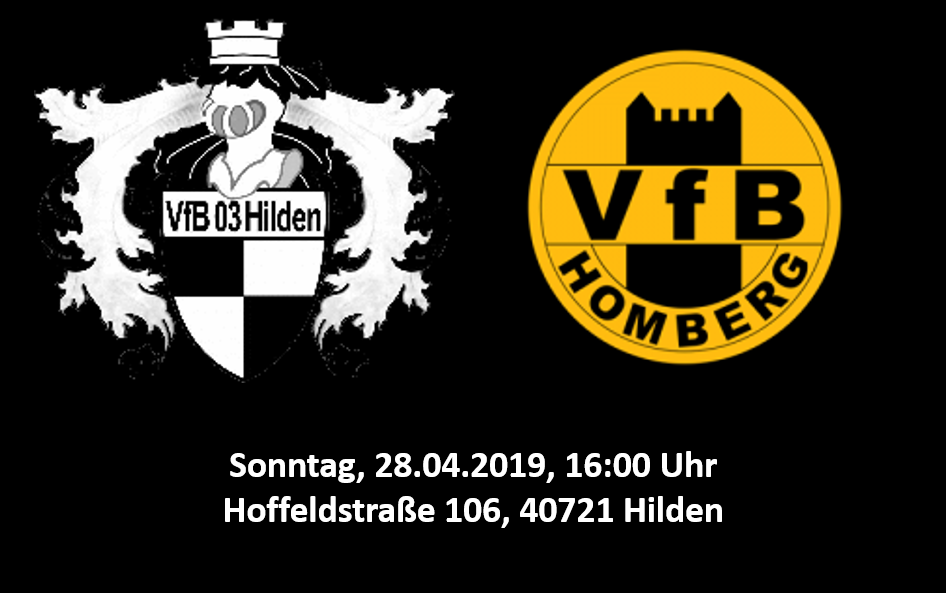 VfB 03 Hilden
VfB
HOMBERG
Sonntag, 28.04.2019, 16:00 Uhr
Hoffeldstraße 106, 40721 Hilden